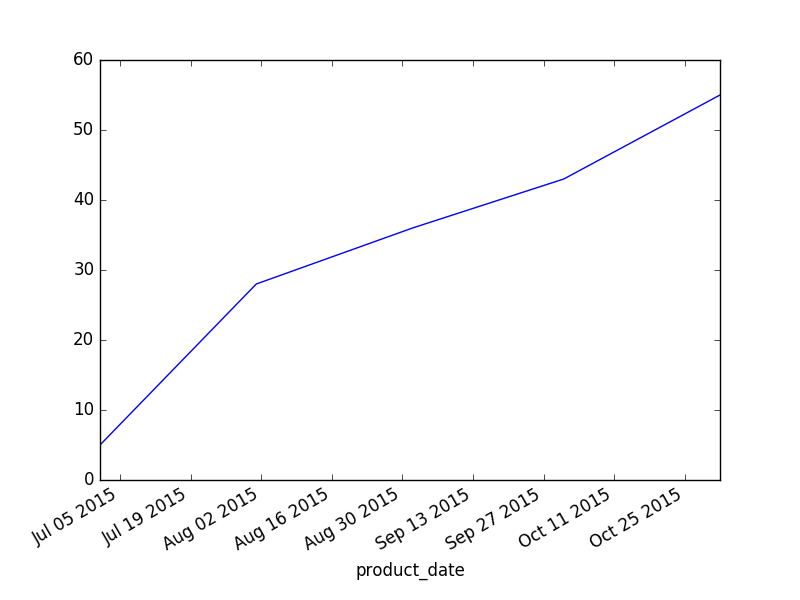 60
50
40
30
20
10
0
Jul 05 2015
Jul 19 2015
Aug 02 2015
Aug 16 2015
Aug 30 2015
Sep 13 2015
Sep 27 2015
Oct 11 2015
Oct 25 2015
product_date